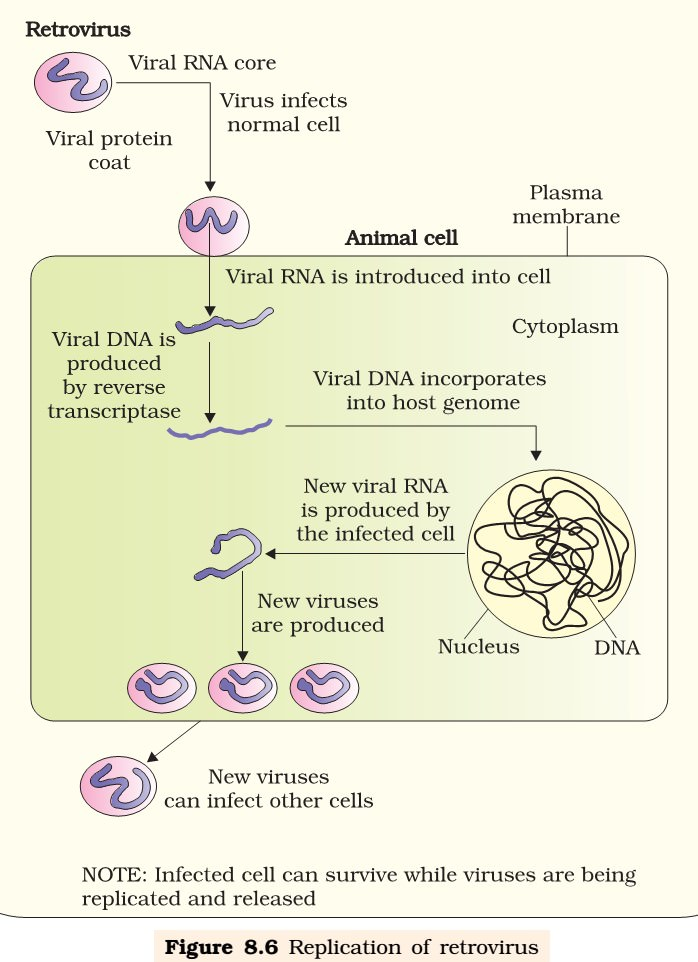 Retrovirus
Viral RNA core
Virus infects
normal cell
Viral protein
coat
Plasma
membrane
Animal cell
Viral RNA is introduced into cell
Cytoplasm
Viral DNA is
produced
by reverse
transcriptase
Viral DNA incorporates
into host genome
New viral RNA
is produced by
the infected cell
New viruses
are produced
Nucleus
DNA
New viruses
can infect other cells
NOTE: Infected cell can survive while viruses are being
replicated and released
Figure 8.6 Replication of retrovirus